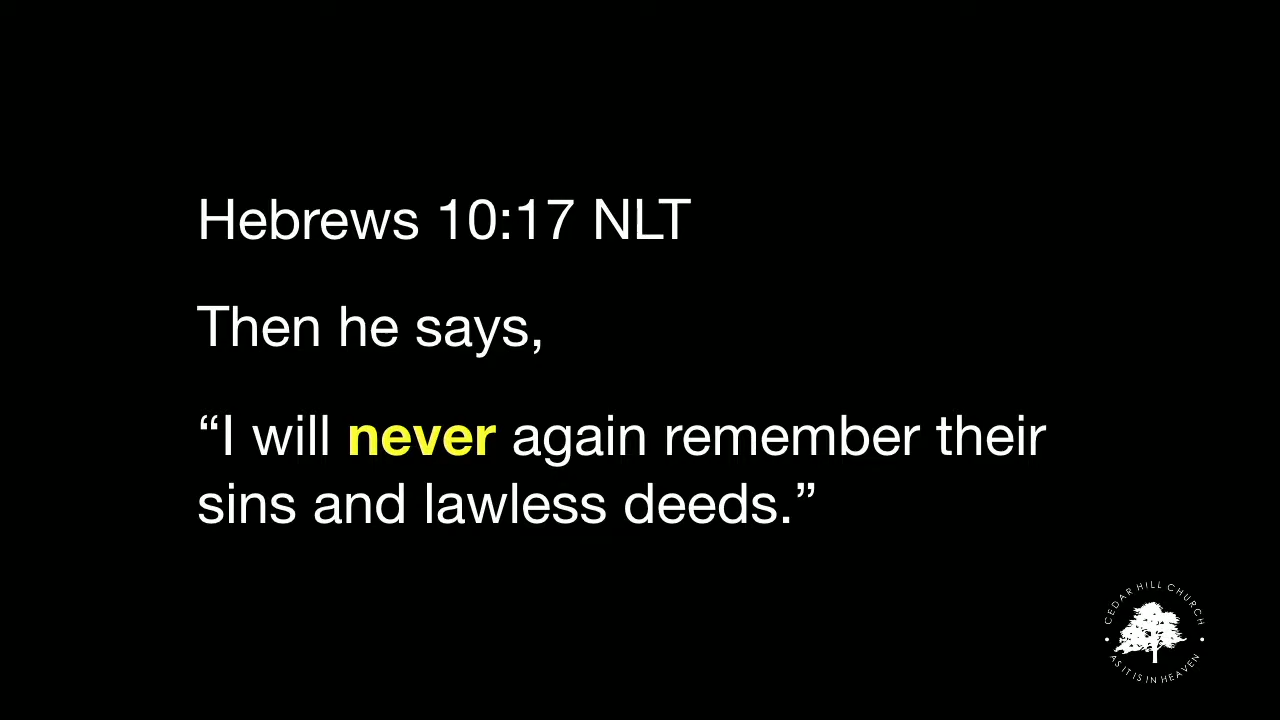 Hebrews 10:17 NLT
Then he says,
“I will never again remember their
sins and lawless deeds.”
CEDAR HILL CHURCH
AS IT IS IN HEAVEN